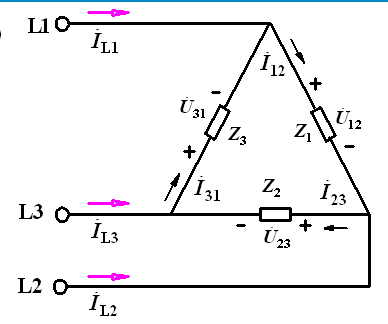 L1
İL1
İ12
-
+
U̇31
Z3
Z1
U̇12
+
-
İ31
Z2
İ23
L3
İL3
-
U̇23
+
L2
İL2